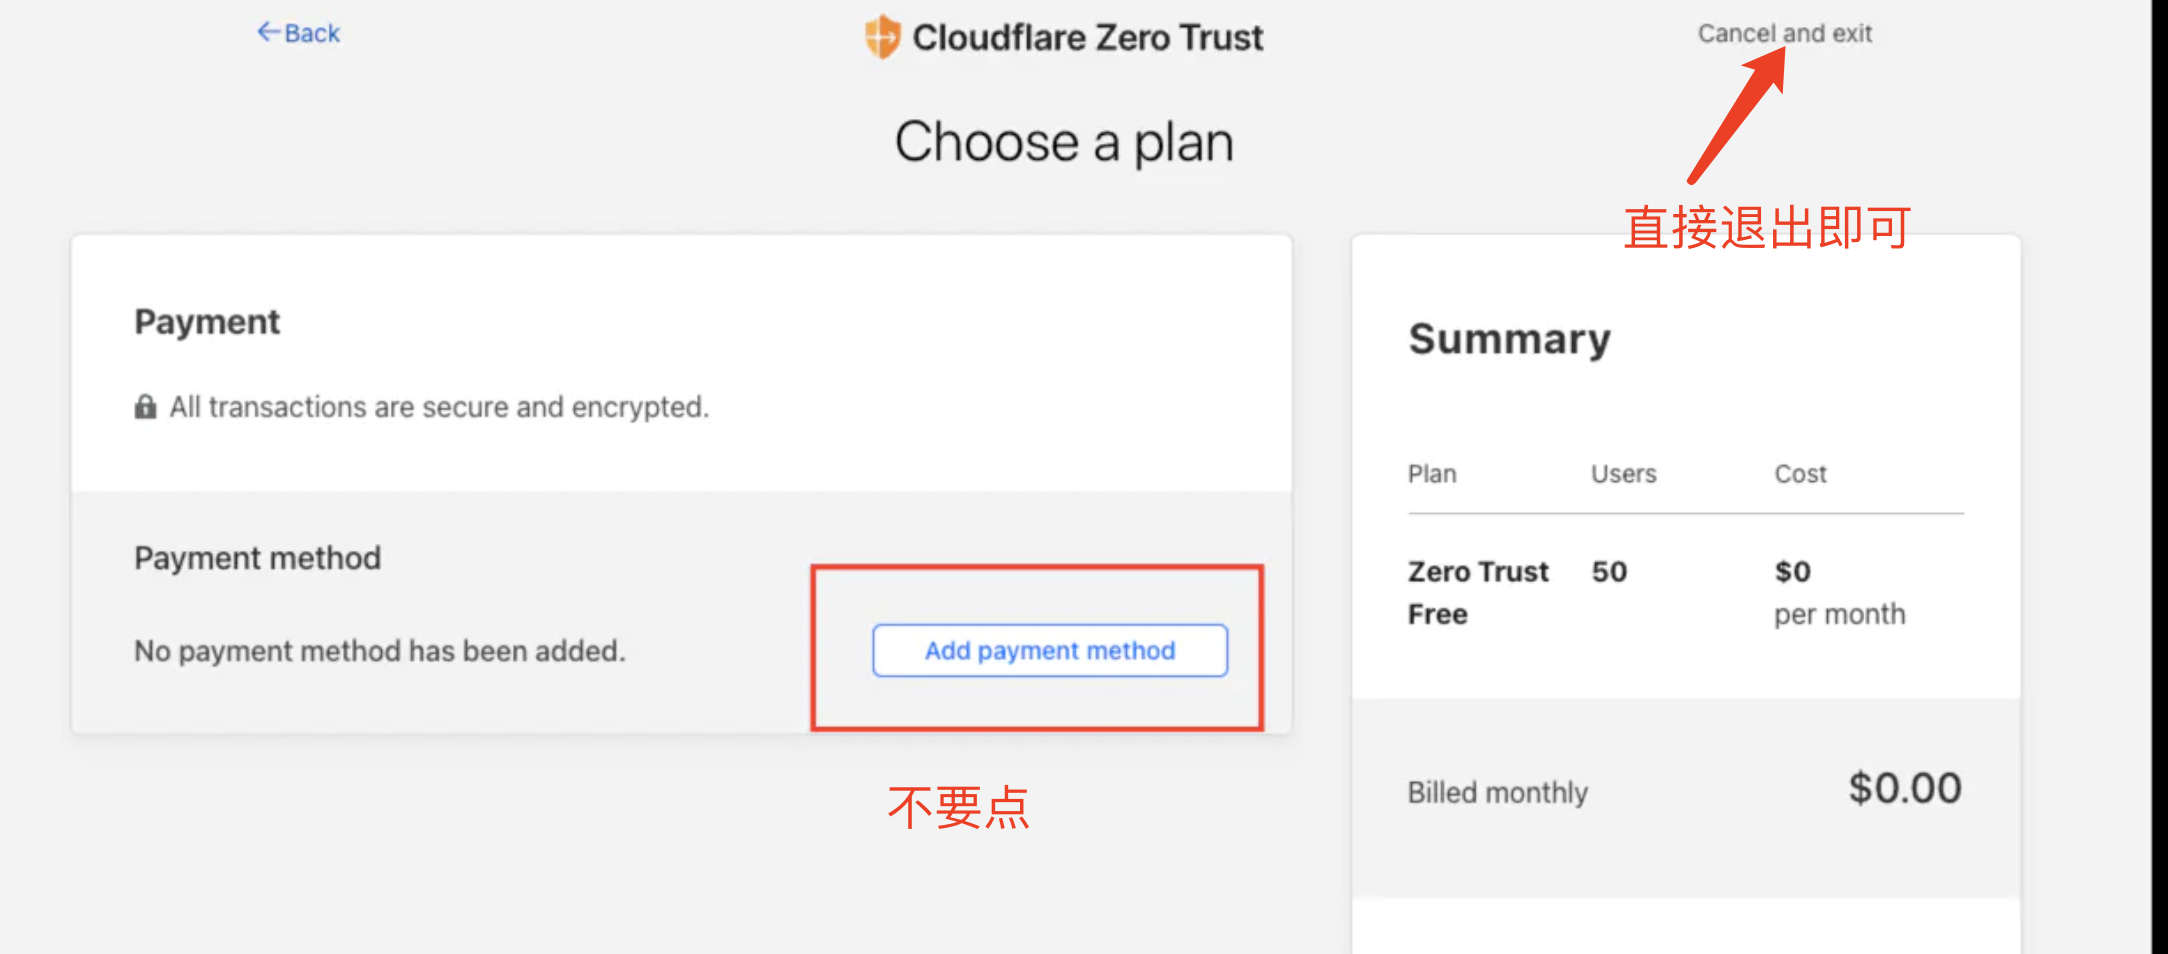 Back
Cloudflare Zero Trust
Cancel and exit
Choose a plan
直接退出即可
Payment
All transactions are secure and encrypted.
Payment method
No payment method has been added.
Add payment method
不要点
Summary
Plan Users Cost
Zero Trust 50 $0
Free per month
Billed monthly $0.00